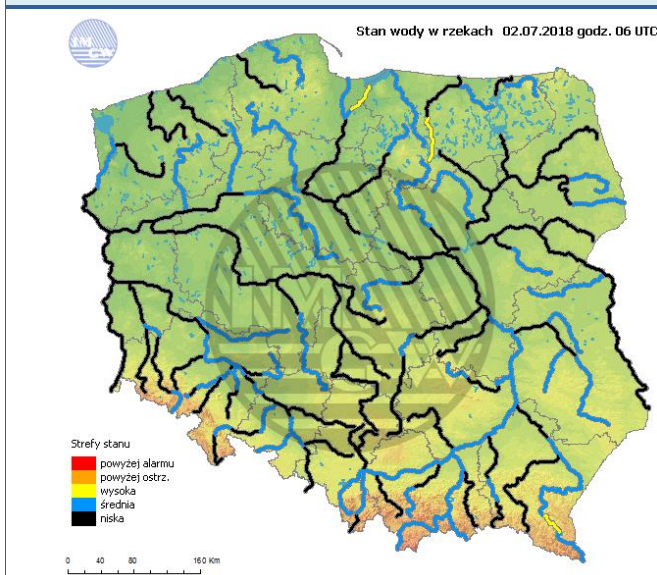 Stan wody w rzekach 02.07.2018 godz. 06 UTC
IMGW
Strefy stanu
powyżej alarmu
powyżej ostrz.
wysoka
średnia
niska
0 40 80 160 Km